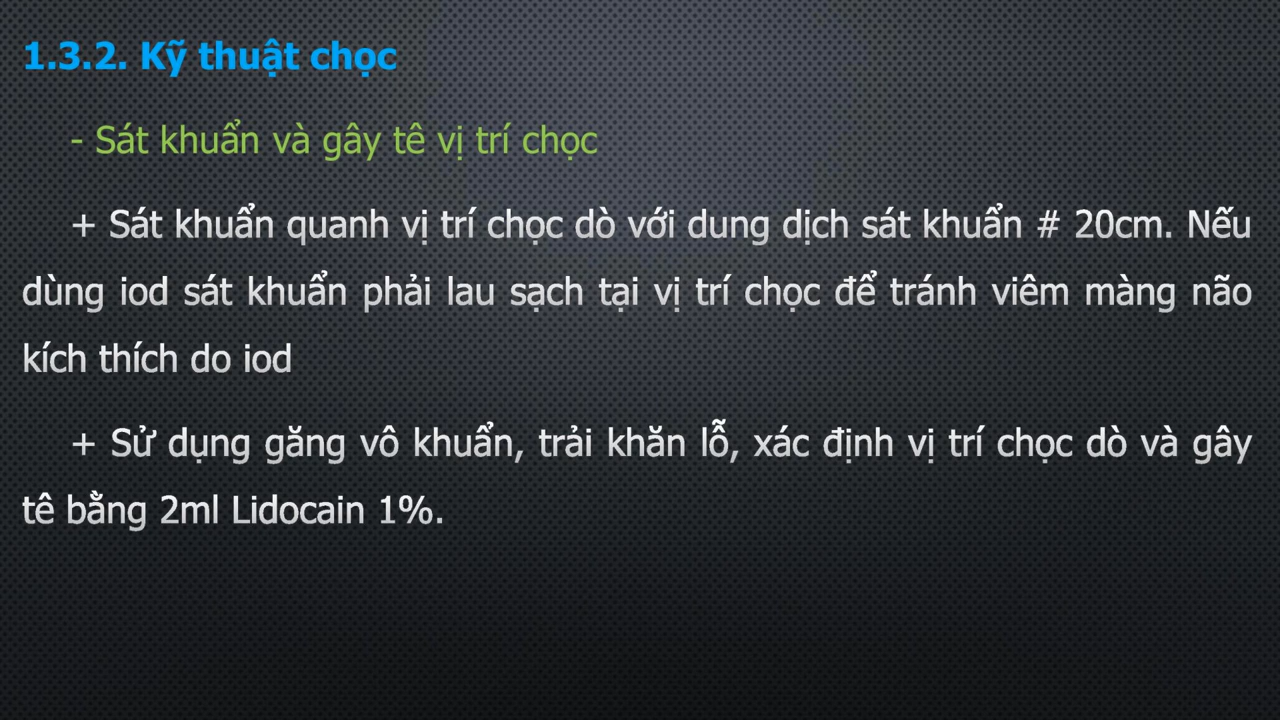 1.3.2. Kỹ thuật chọc
- Sát khuẩn và gây tê vị trí chọc
+ Sát khuẩn quanh vị trí chọc dò với dung dịch sát khuẩn # 20cm. Nếu
dùng iod sát khuẩn phải lau sạch tại vị trí chọc để tránh viêm màng não
kích thích do iod
+ Sử dụng găng vô khuẩn, trải khăn lỗ, xác định vị trí chọc dò và gây
tê bằng 2ml Lidocain 1%.